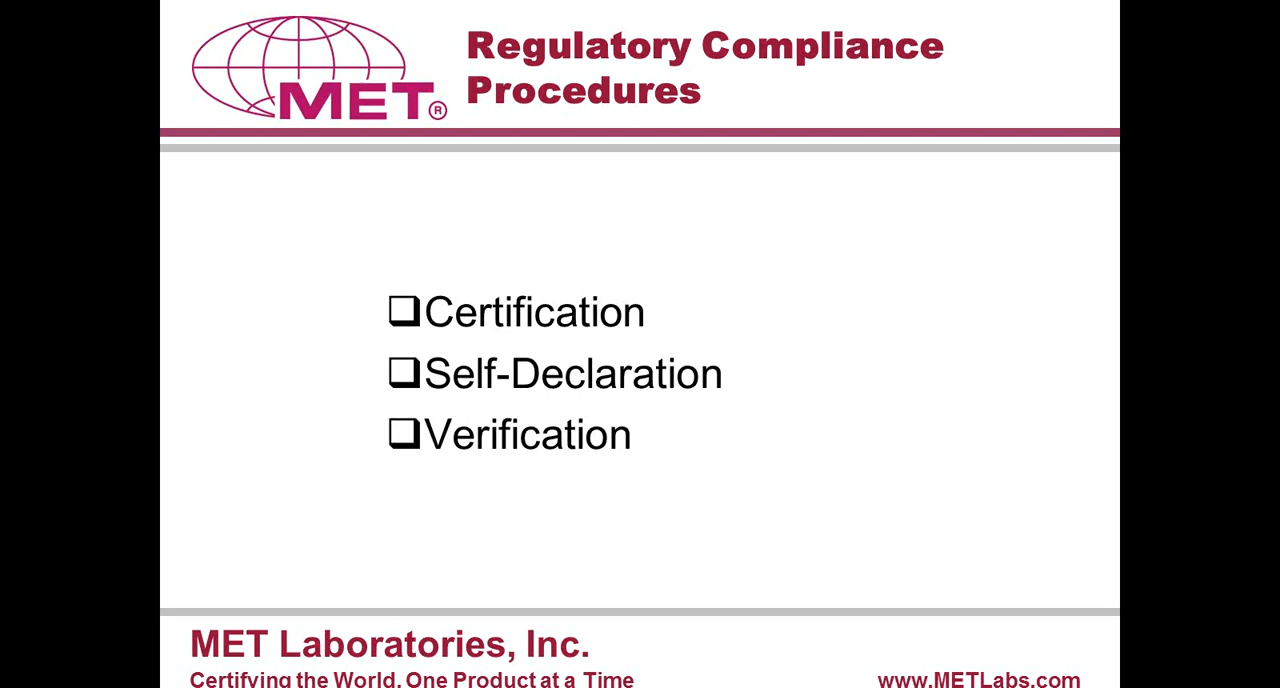 MET®
Regulatory Compliance
Procedures
❑Certification
❑Self-Declaration
❑Verification
MET Laboratories, Inc.
Certifying the World, One Product at a Time
www.METLabs.com